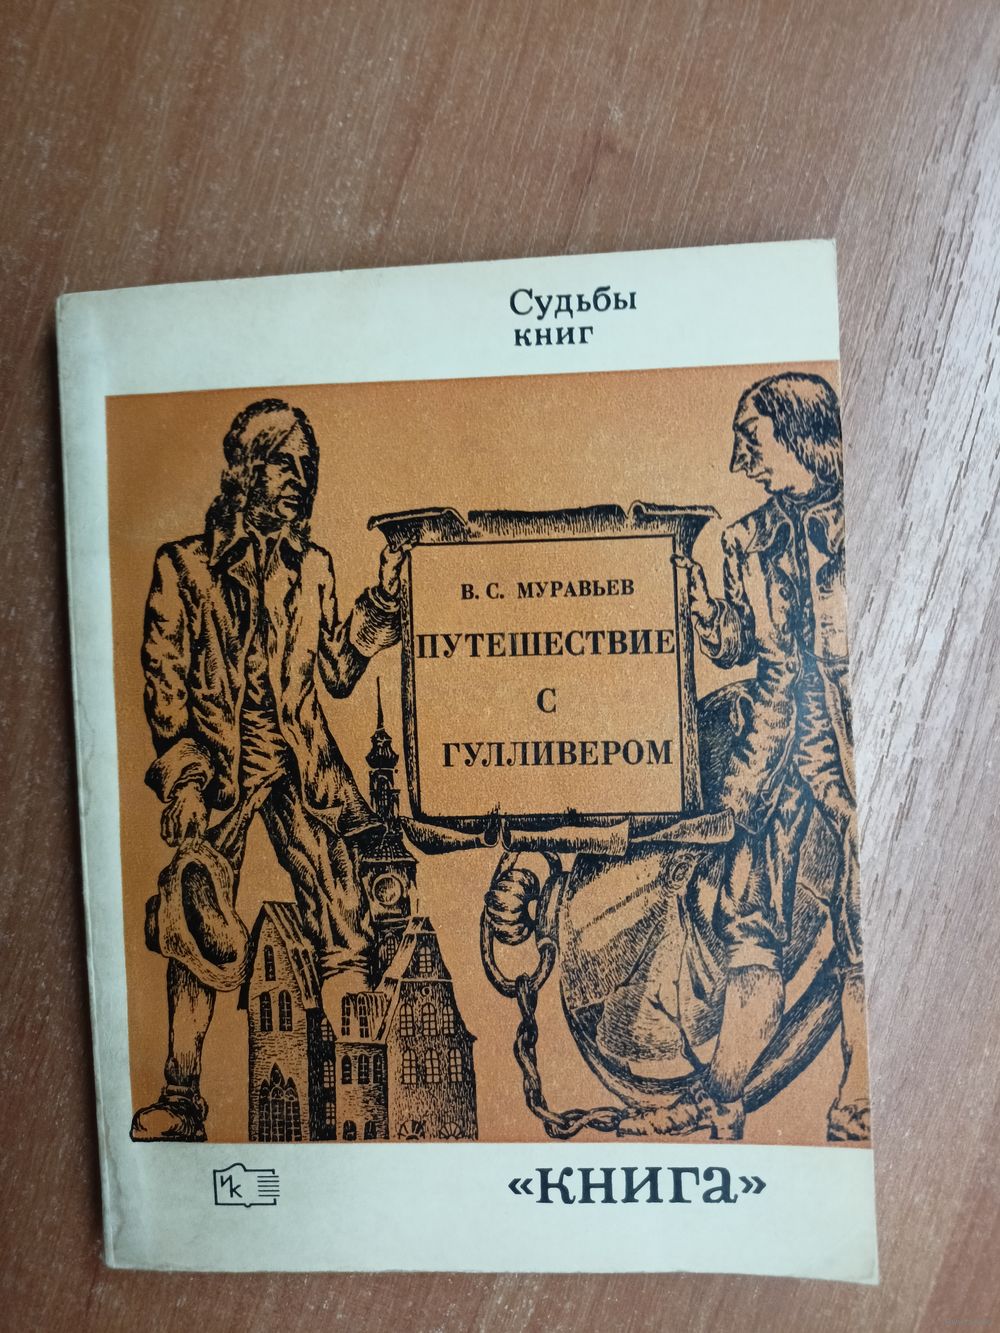 Судьбы
книг
В. С. МУРАВЬЕВ
ПУТЕШЕСТВИЕ
С
ГУЛЛИВЕРОМ
ИК
«книга»